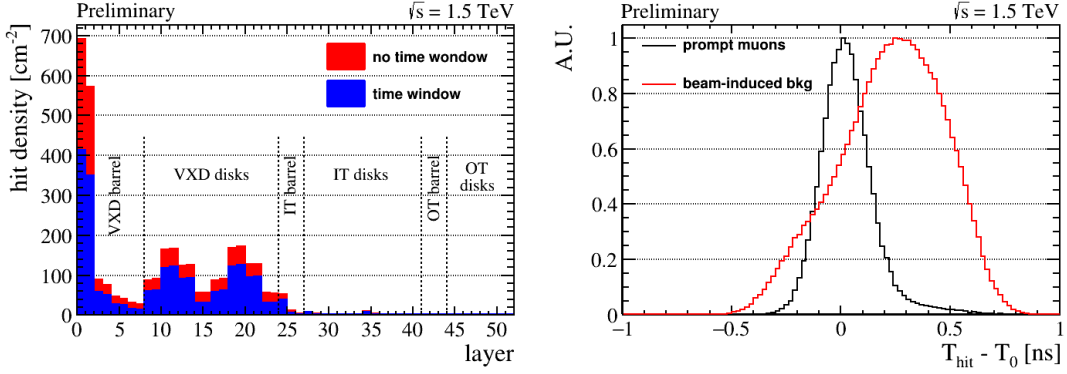 Preliminary
√s = 1.5 TeV
hit density [cm⁻²]
700
600
500
400
300
200
100
0
no time wondow
time window
VXD barrel
VXD disks
IT barrel
IT disks
OT barrel
OT
disks
0 5 10 15 20 25 30 35 40 45 50
layer
Preliminary
√s = 1.5 TeV
A.U.
1
0.8
0.6
0.4
0.2
0
prompt muons
beam-induced bkg
−1 −0.5 0 0.5 1
T_hit - T_0 [ns]